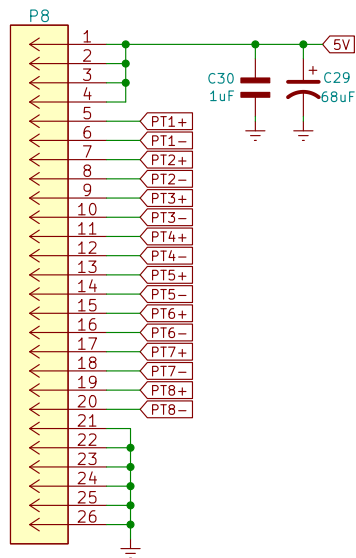 P8
1 5V
2
3
4
C30
1uF
+ C29
68uF
5 PT1+
6 PT1-
7 PT2+
8 PT2-
9 PT3+
10 PT3-
11 PT4+
12 PT4-
13 PT5+
14 PT5-
15 PT6+
16 PT6-
17 PT7+
18 PT7-
19 PT8+
20 PT8-
21
22
23
24
25
26